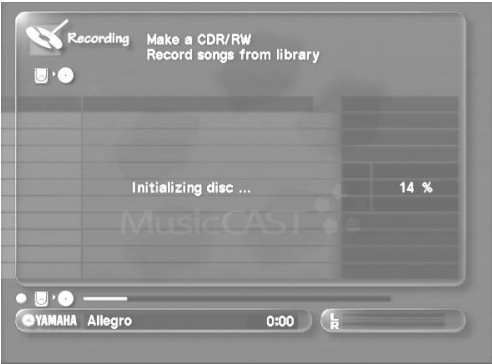 Recording
Make a CDR/RW
Record songs from library
Initializing disc ...
14 %
MusicCAST
YAMAHA Allegro 0:00
L
R